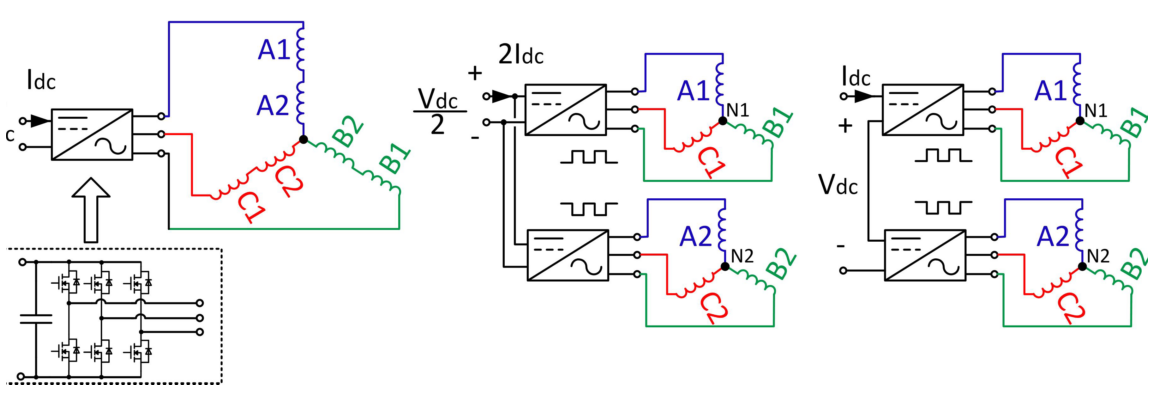 Idc
c
A1
A2
B2
B1
C2
C1
2Idc
+
Vdc
2
-
A1
N1
B1
C1
A2
N2
B2
C2
Idc
+
Vdc
-
A1
N1
B1
C1
A2
N2
B2
C2